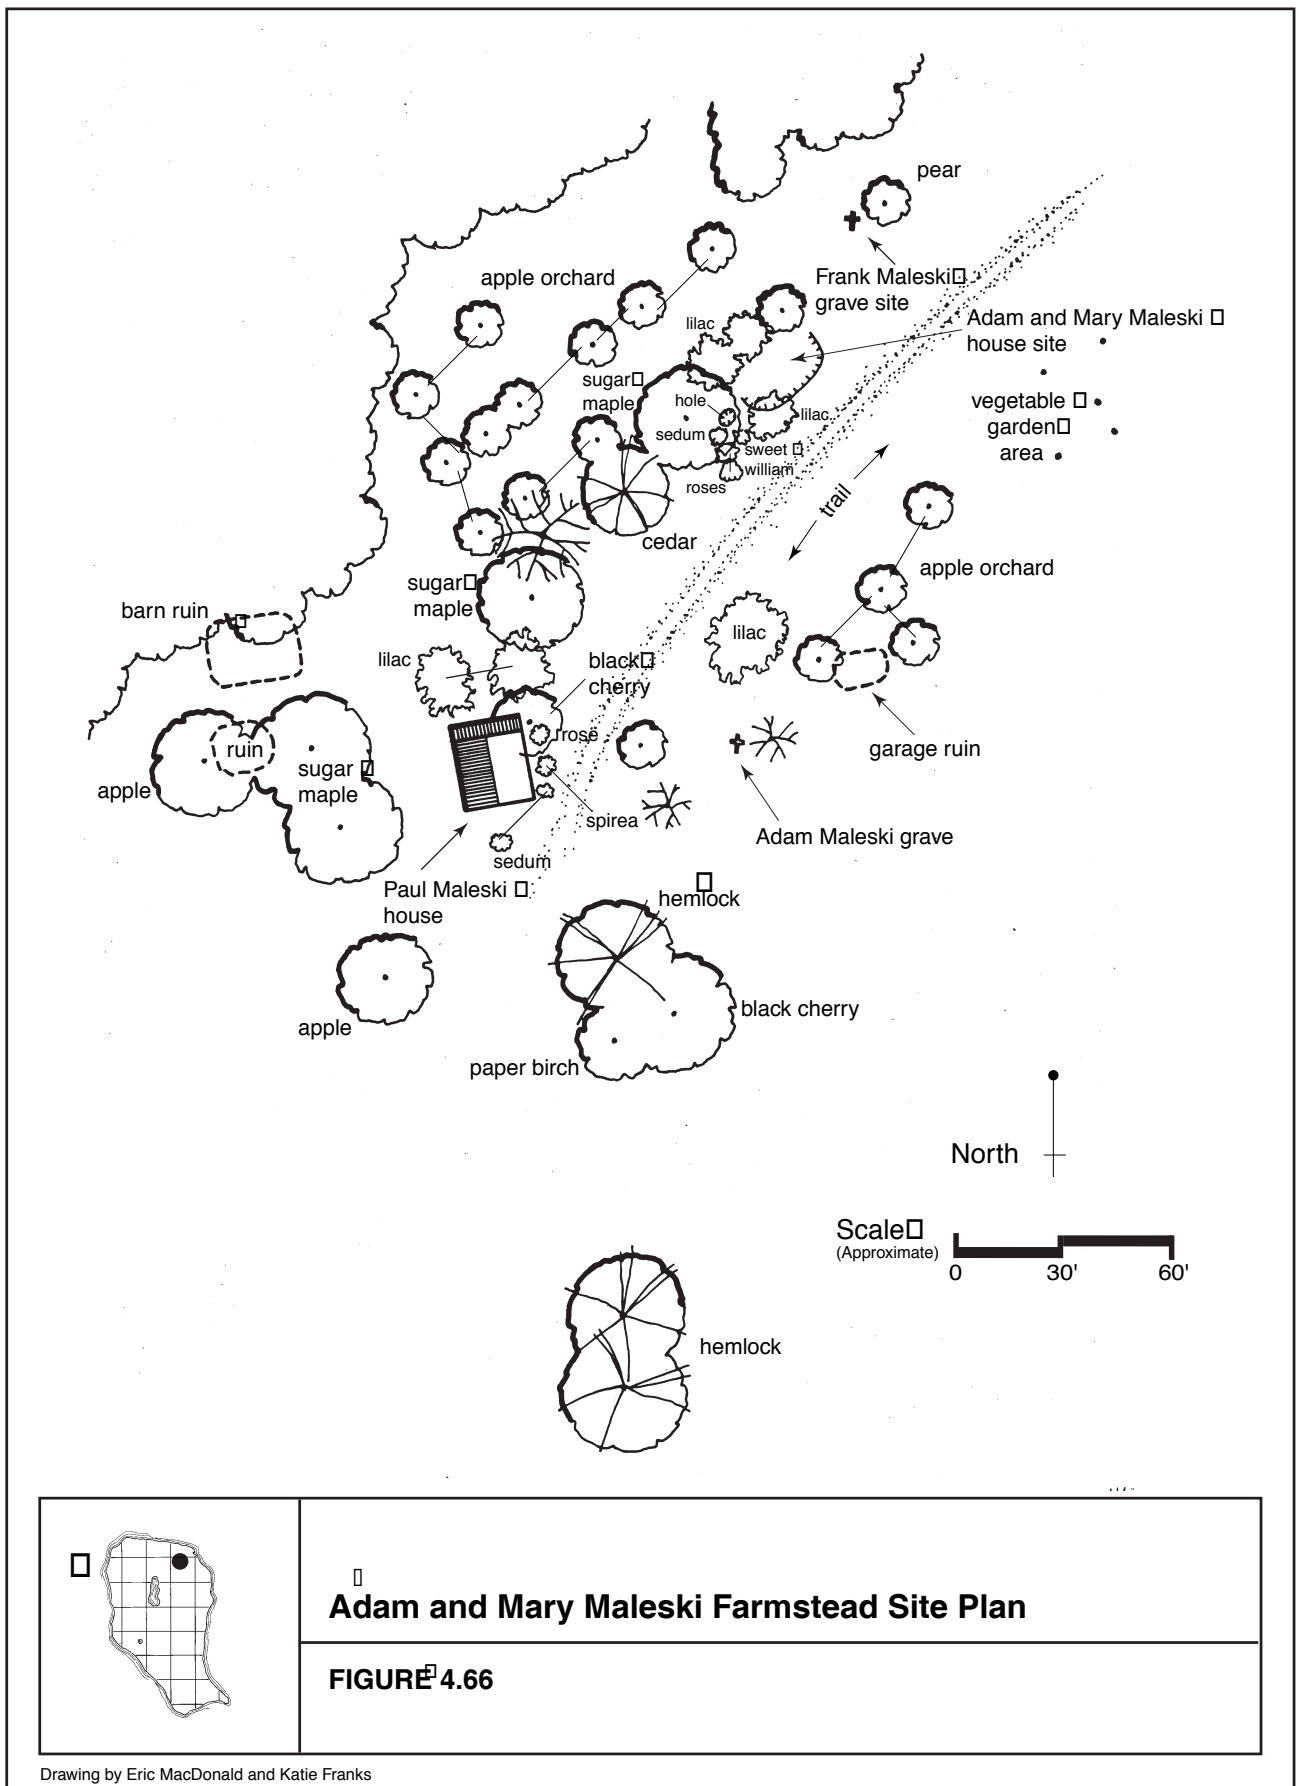 pear
apple orchard
Frank Maleski
grave site
lilac
Adam and Mary Maleski
house site
sugar
maple
hole
lilac
vegetable
garden
area
sedum
sweet
william
roses
trail
cedar
apple orchard
sugar
maple
barn ruin
lilac
lilac
black
cherry
rose
ruin
garage ruin
sugar
maple
apple
spirea
Adam Maleski grave
sedum
Paul Maleski
house
hemlock
black cherry
apple
paper birch
North
Scale
(Approximate)
0 30' 60'
hemlock
Adam and Mary Maleski Farmstead Site Plan
FIGURE 4.66
Drawing by Eric MacDonald and Katie Franks